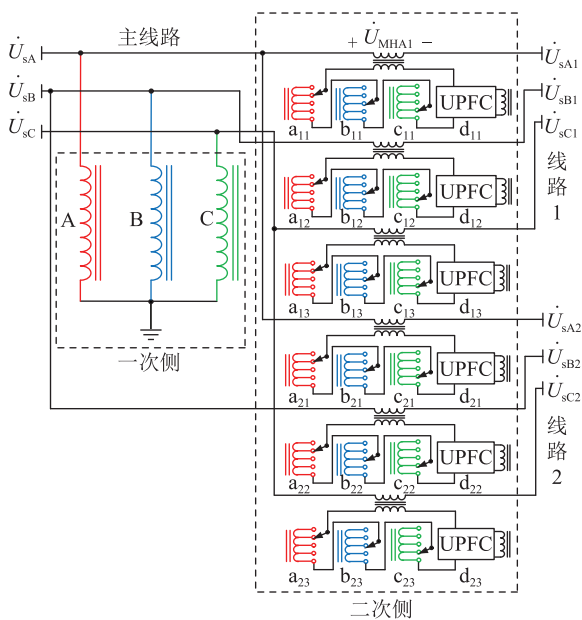 U̇sA
主线路
+ U̇MHA1 −
U̇sA1
U̇sB
U̇sB1
U̇sC
U̇sC1
UPFC
a11 b11 c11 d11
UPFC
a12 b12 c12 d12
线路1
A B C
UPFC
a13 b13 c13 d13
U̇sA2
一次侧
U̇sB2
UPFC
U̇sC2
a21 b21 c21 d21
UPFC
a22 b22 c22 d22
线路2
UPFC
a23 b23 c23 d23
二次侧